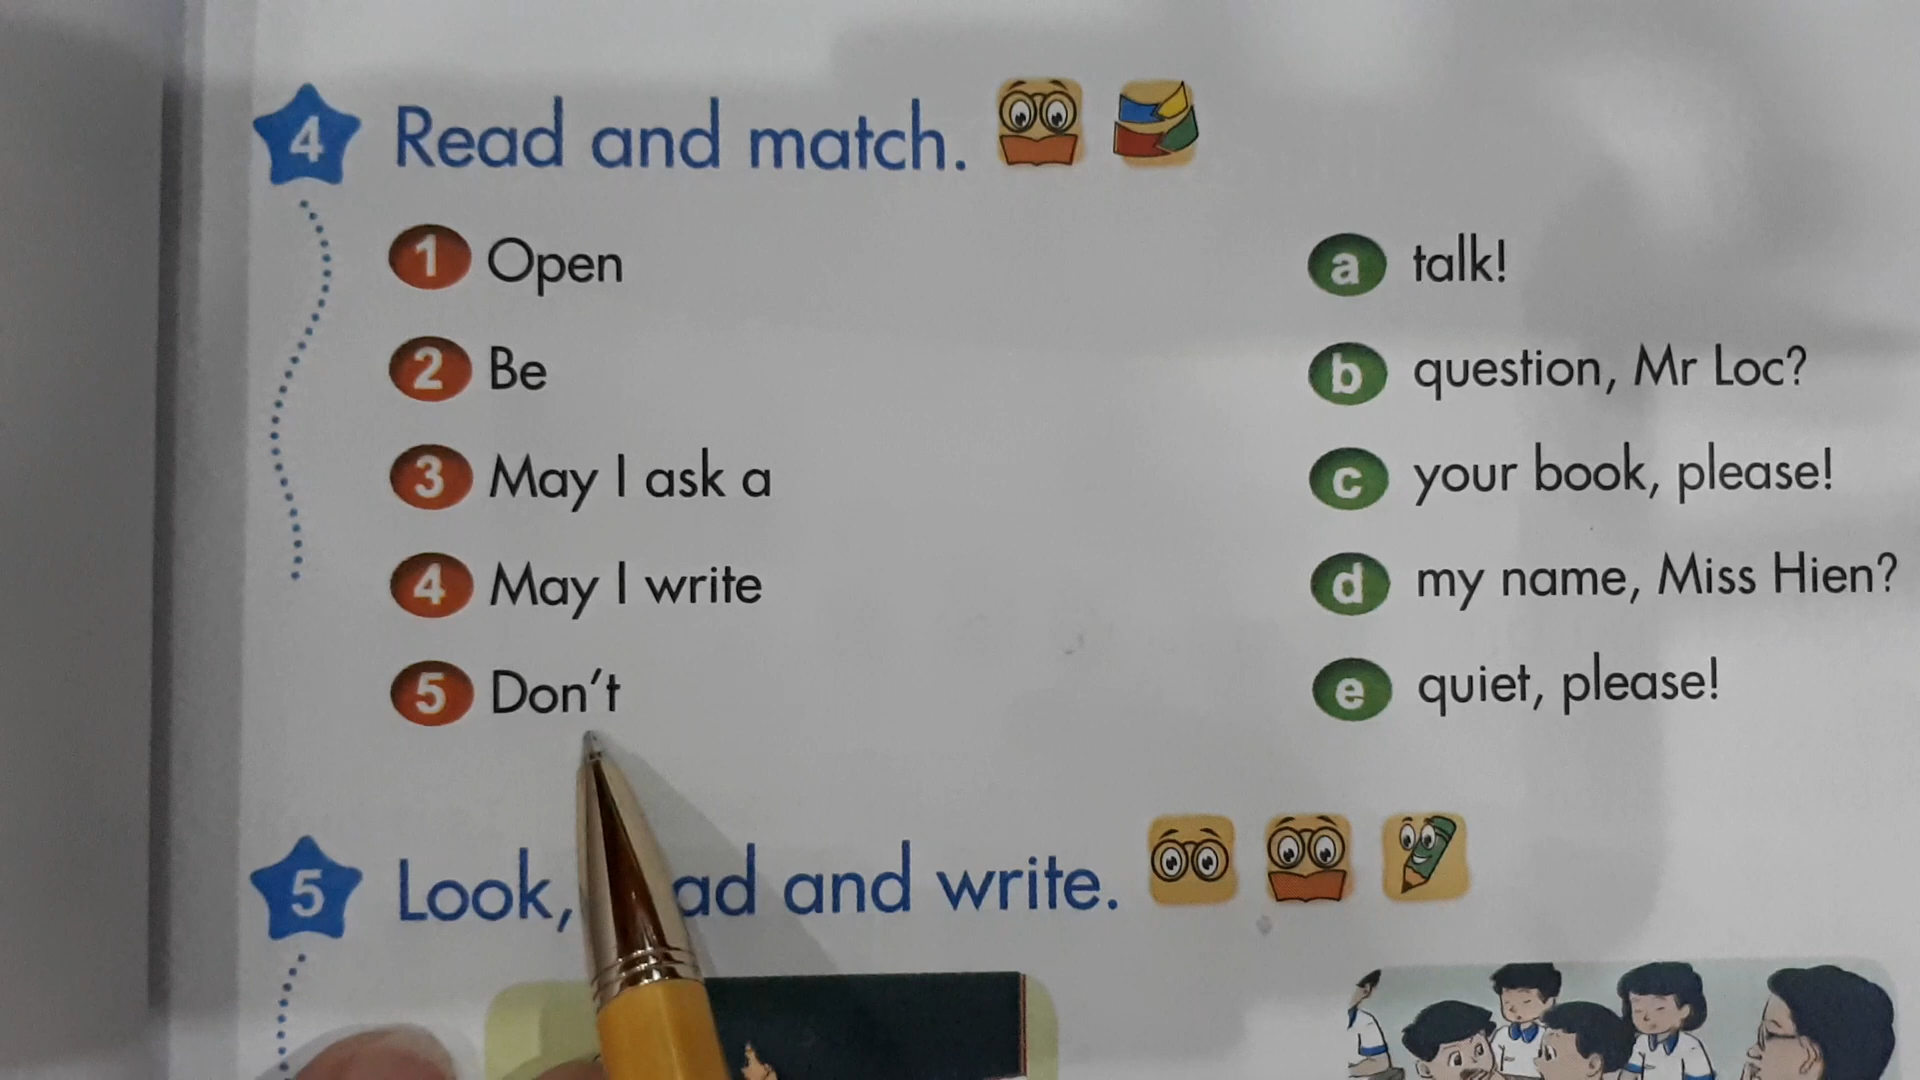 4 Read and match.
1 Open
a talk!
2 Be
b question, Mr Loc?
3 May I ask a
c your book, please!
4 May I write
d my name, Miss Hien?
5 Don't
e quiet, please!
5 Look, and write.